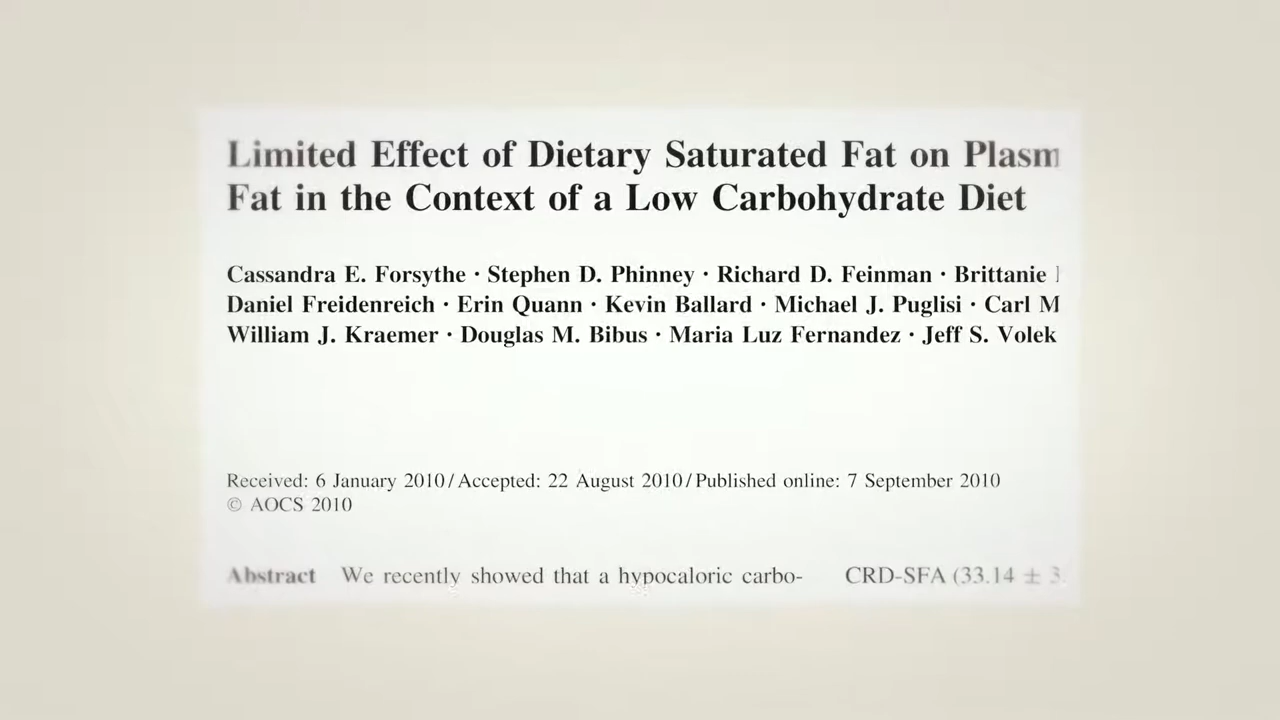 Limited Effect of Dietary Saturated Fat on Plasm
Fat in the Context of a Low Carbohydrate Diet
Cassandra E. Forsythe · Stephen D. Phinney · Richard D. Feinman · Brittanie
Daniel Freidenreich · Erin Quann · Kevin Ballard · Michael J. Puglisi · Carl M
William J. Kraemer · Douglas M. Bibus · Maria Luz Fernandez · Jeff S. Volek
Received: 6 January 2010 / Accepted: 22 August 2010 / Published online: 7 September 2010
© AOCS 2010
Abstract We recently showed that a hypocaloric carbo-
CRD-SFA (33.14 ± 3.